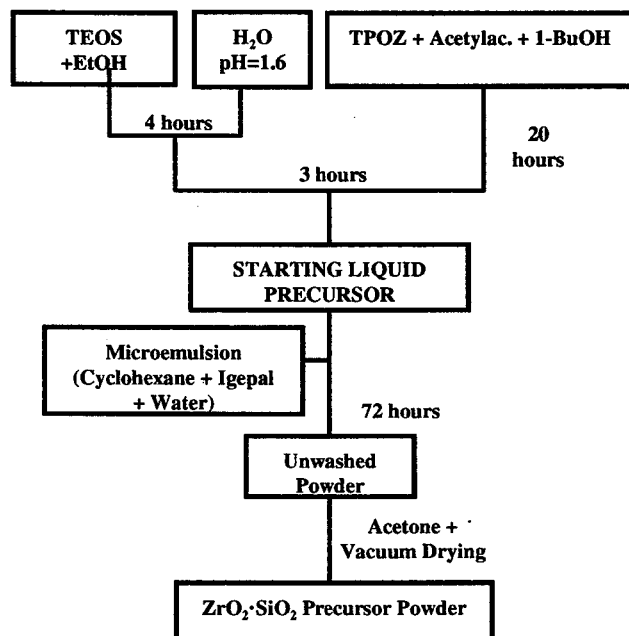 TEOS
+EtOH
H₂O
pH=1.6
TPOZ + Acetylac. + 1-BuOH
4 hours
20
hours
3 hours
STARTING LIQUID
PRECURSOR
Microemulsion
(Cyclohexane + Igepal
+ Water)
72 hours
Unwashed
Powder
Acetone +
Vacuum Drying
ZrO₂·SiO₂ Precursor Powder